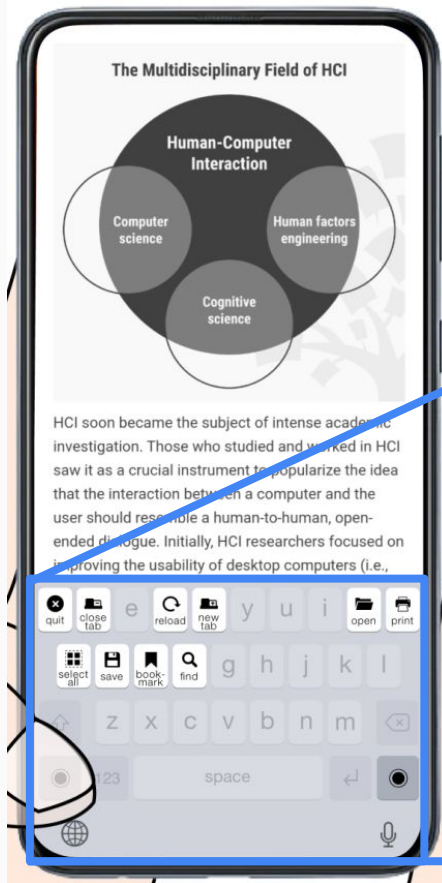 The Multidisciplinary Field of HCI
Human-Computer
Interaction
Computer
science
Human factors
engineering
Cognitive
science
HCI soon became the subject of intense academic
investigation. Those who studied and worked in HCI
saw it as a crucial instrument to popularize the idea
that the interaction between a computer and the
user should resemble a human-to-human, open-
ended dialogue. Initially, HCI researchers focused on
improving the usability of desktop computers (i.e.,
quit close tab e reload new tab y u i open print
select all save book-mark find g h j k l
z x c v b n m
123 space